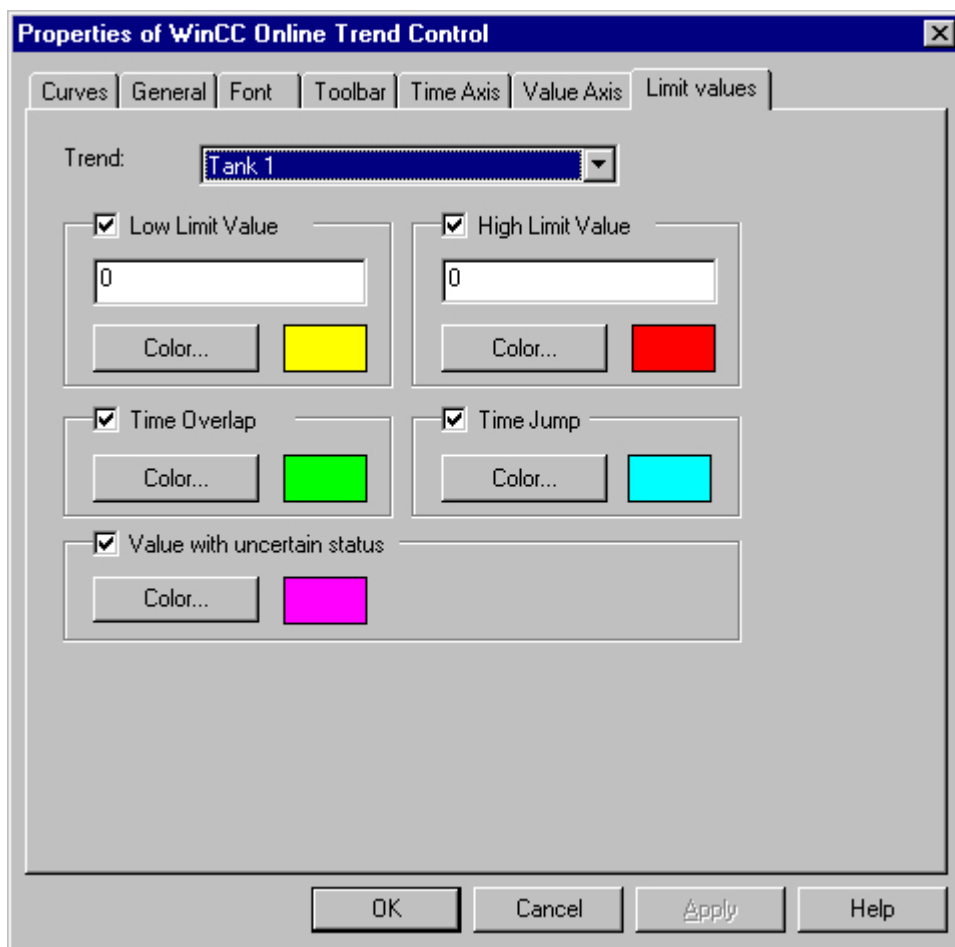 Properties of WinCC Online Trend Control
Curves General Font Toolbar Time Axis Value Axis Limit values
Trend: Tank 1
Low Limit Value High Limit Value
0 0
Color... Color...
Time Overlap Time Jump
Color... Color...
Value with uncertain status
Color...
OK Cancel Apply Help